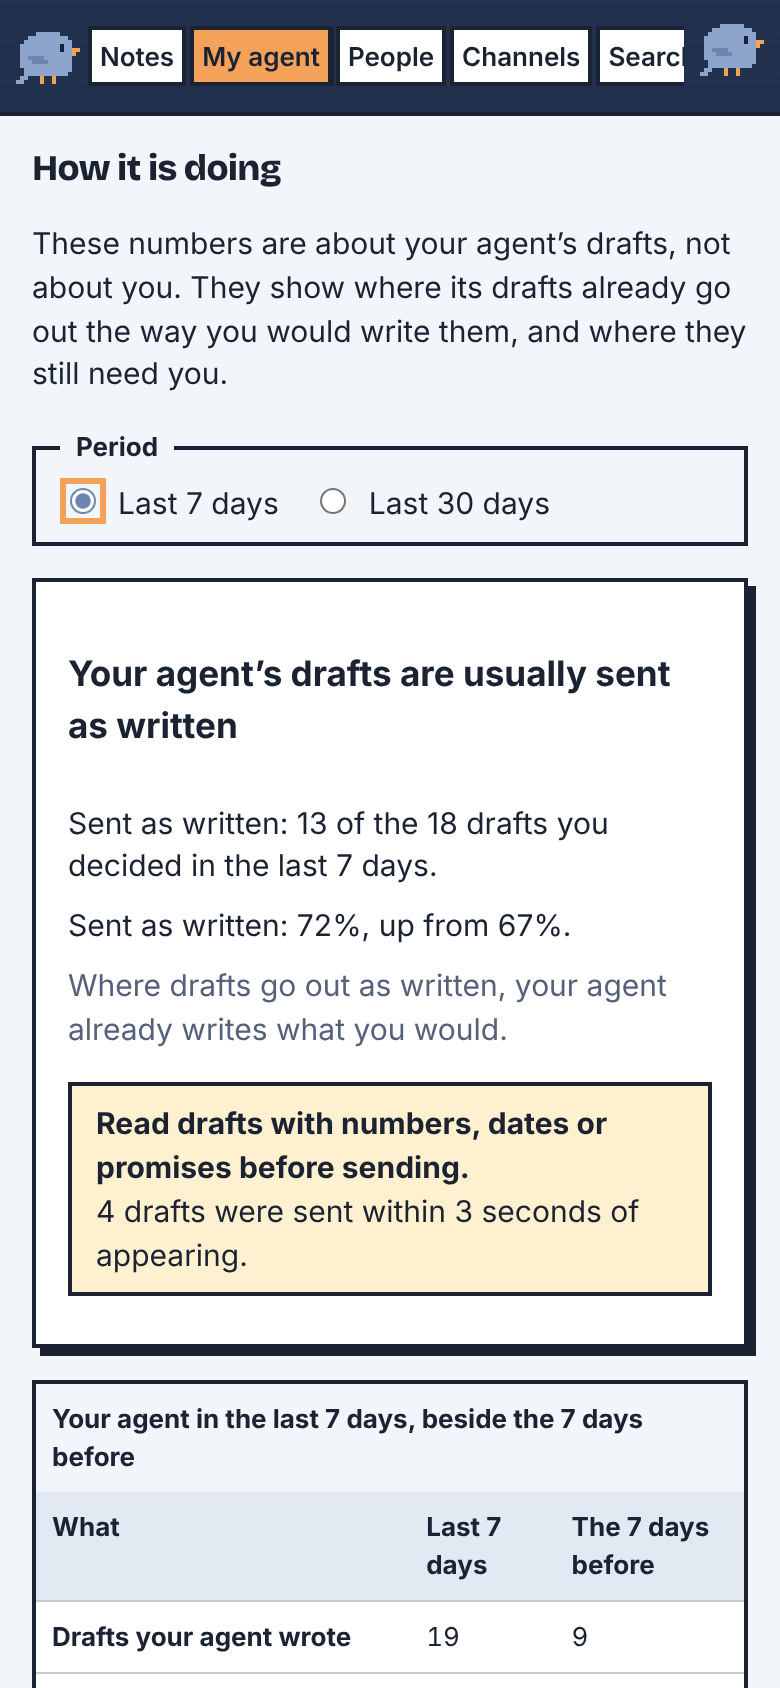 Notes
My agent
People
Channels
Search
How it is doing
These numbers are about your agent’s drafts, not
about you. They show where its drafts already go
out the way you would write them, and where they
still need you.
Period
Last 7 days
Last 30 days
Your agent’s drafts are usually sent
as written
Sent as written: 13 of the 18 drafts you
decided in the last 7 days.
Sent as written: 72%, up from 67%.
Where drafts go out as written, your agent
already writes what you would.
Read drafts with numbers, dates or
promises before sending.
4 drafts were sent within 3 seconds of
appearing.
Your agent in the last 7 days, beside the 7 days
before
What
Last 7
days
The 7 days
before
Drafts your agent wrote
19
9